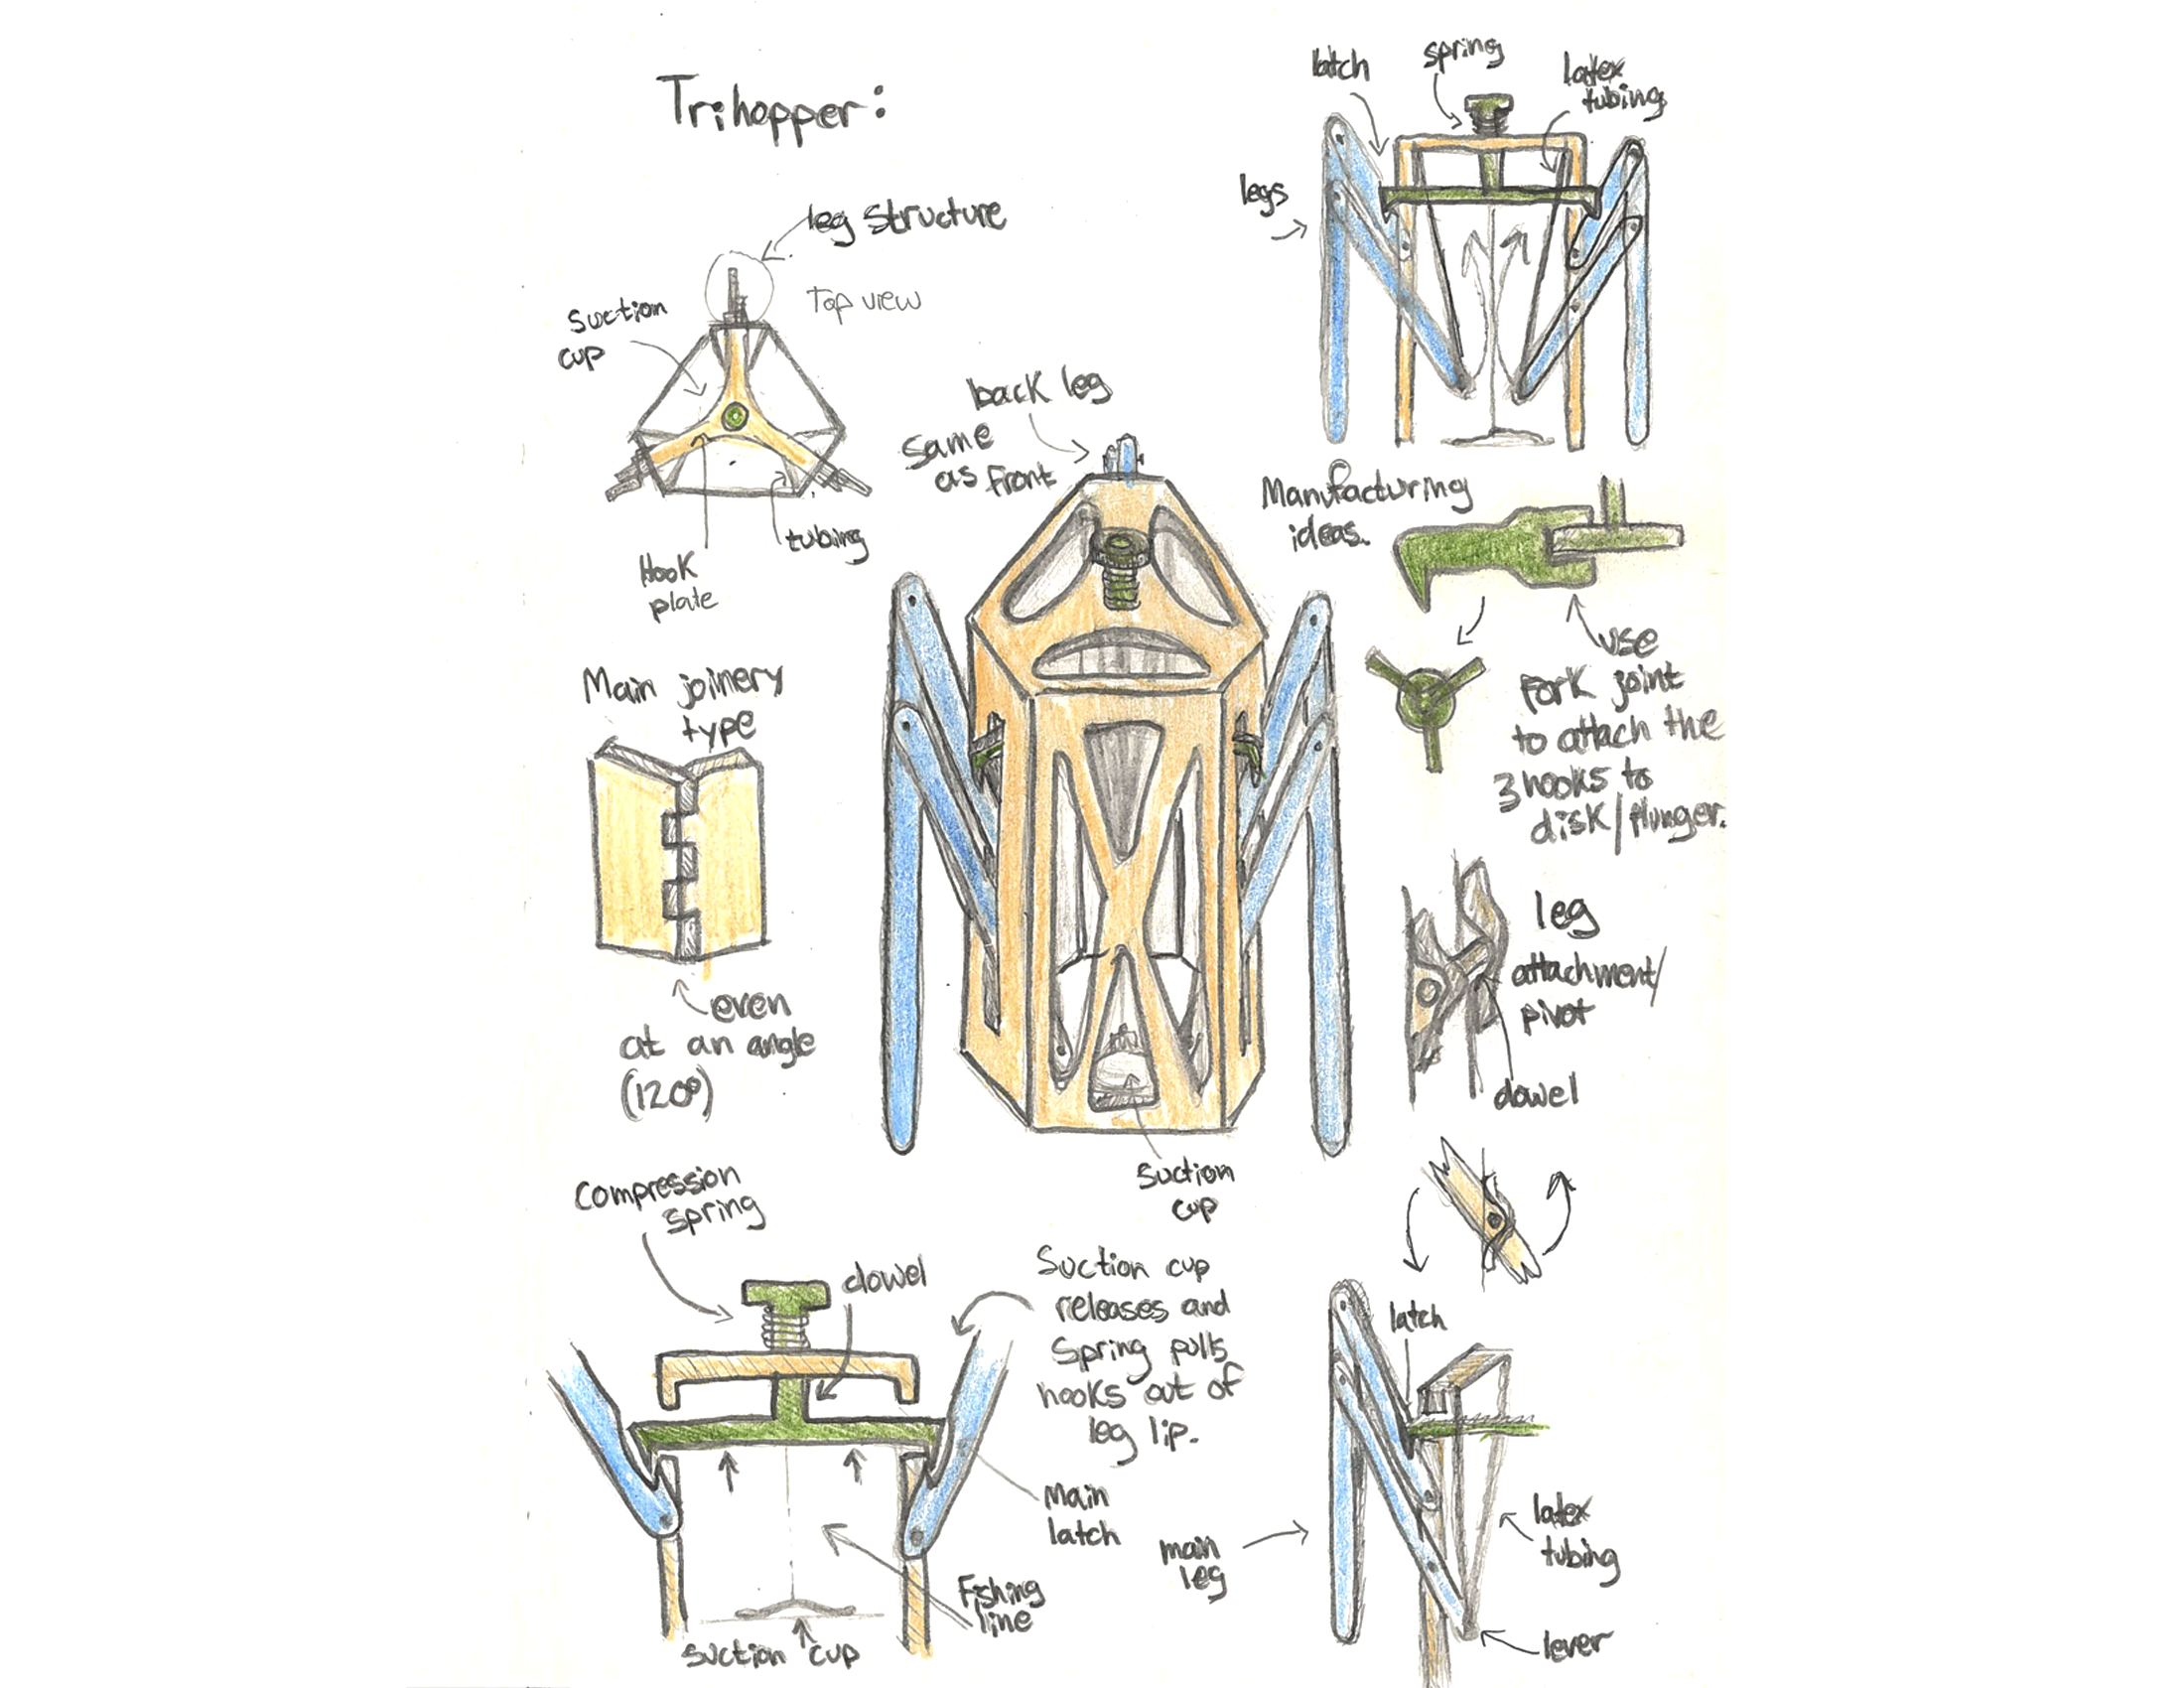 Trihopper:
leg structure
Top view
suction
cup
Hook
plate
tubing
latch
spring
latex
tubing
legs
back leg
same
as front
Manufacturing
ideas.
use
fork joint
to attach the
3 hooks to
disk/plunger.
Main joinery
type
even
at an angle
(120°)
leg
attachment/
pivot
dowel
suction
cup
Compression
spring
dowel
Suction cup
releases and
Spring pulls
hooks out of
leg lip.
Main
latch
Fishing
line
suction cup
latch
main
leg
latex
tubing
lever